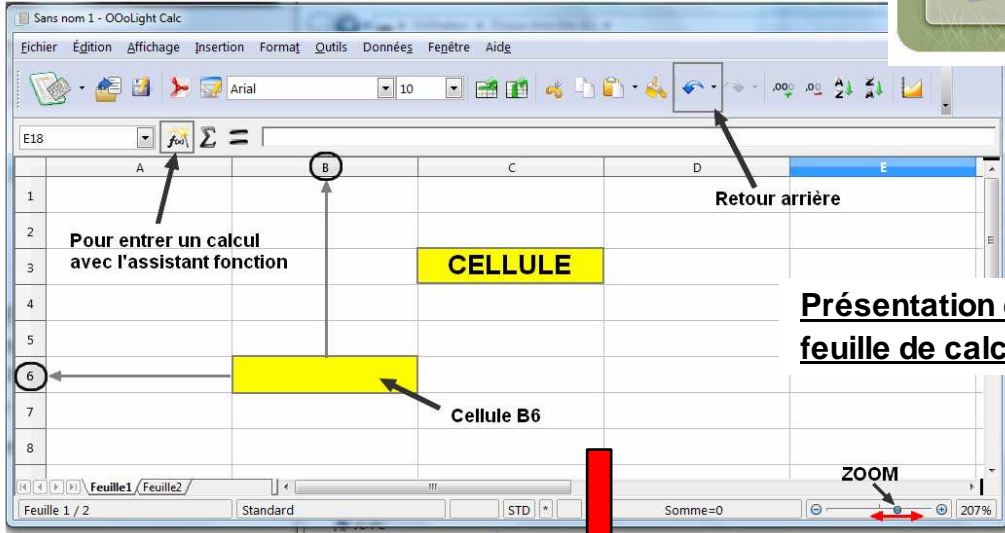 Sans nom 1 - OOoLight Calc
Fichier Édition Affichage Insertion Format Outils Données Fenêtre Aide
Arial 10
E18 f(x) Σ =
A B C D E
1
Retour arrière
2
Pour entrer un calcul
avec l'assistant fonction
3
CELLULE
4
Présentation
5
feuille de calc
6
7
Cellule B6
8
ZOOM
Feuille1 Feuille2
Feuille 1 / 2 Standard STD * Somme=0 207%